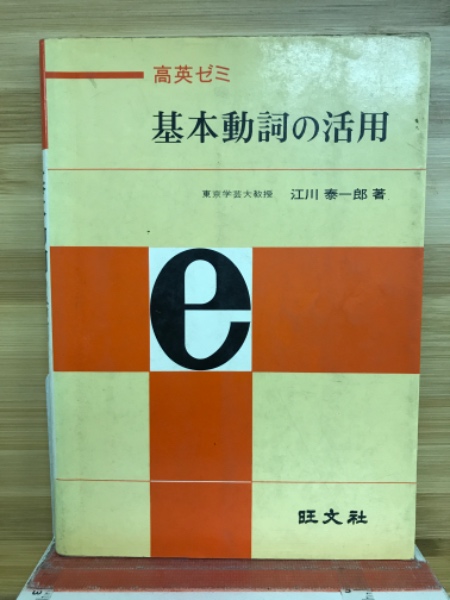 高英ゼミ
基本動詞の活用
東京学芸大教授 江川泰一郎著
e
旺文社